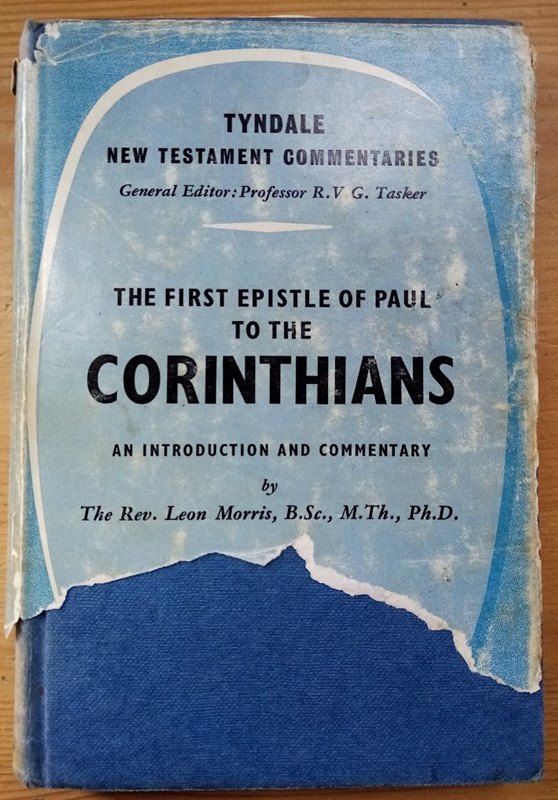 TYNDALE
NEW TESTAMENT COMMENTARIES
General Editor: Professor R. V G. Tasker
THE FIRST EPISTLE OF PAUL
TO THE
CORINTHIANS
AN INTRODUCTION AND COMMENTARY
by
The Rev. Leon Morris, B.Sc., M.Th., Ph.D.